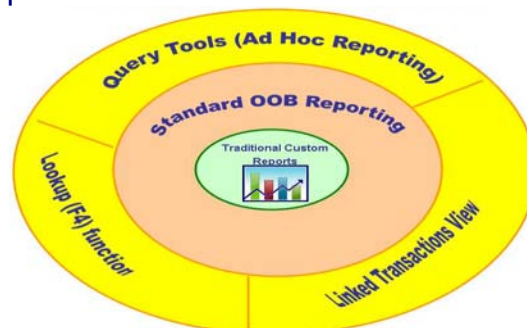 Query Tools (Ad Hoc Reporting)
Standard OOB Reporting
Traditional Custom
Reports
Lookup (F4) function
Linked Transactions View